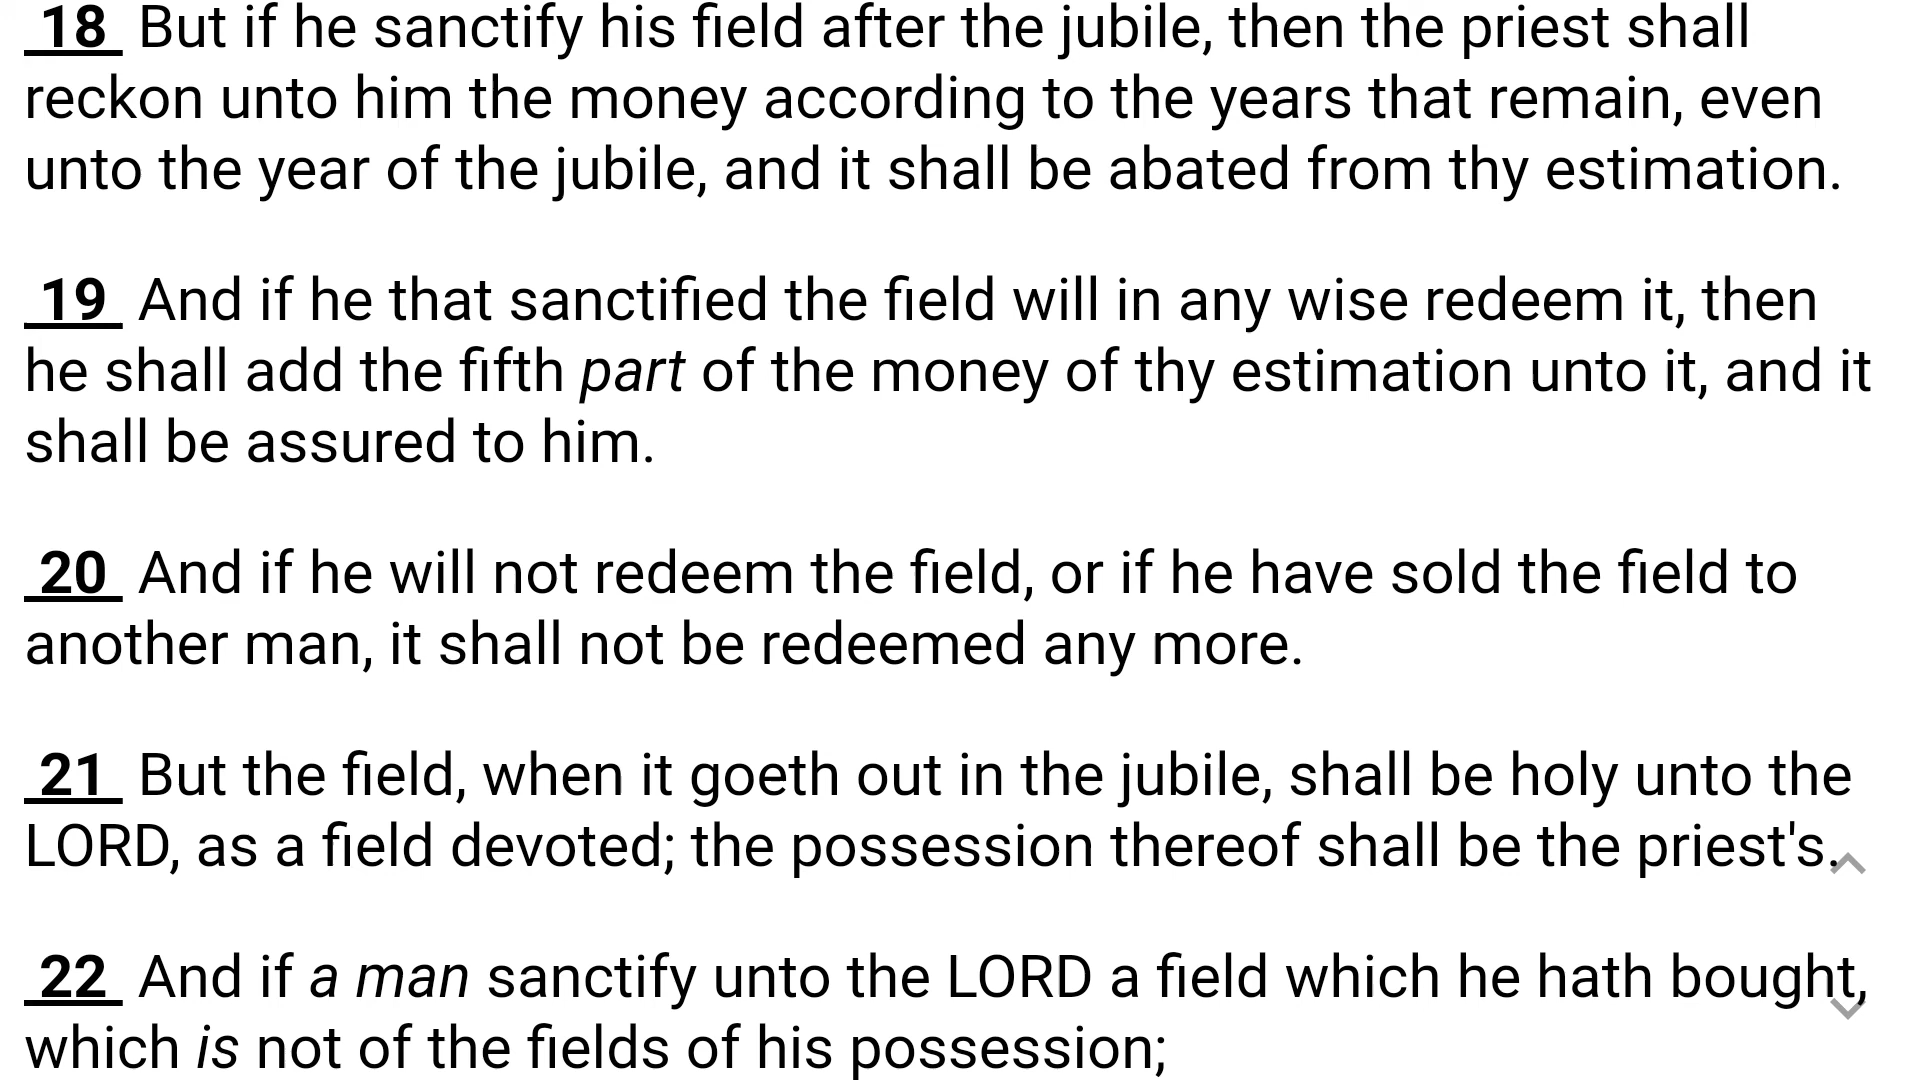 18 But if he sanctify his field after the jubile, then the priest shall
reckon unto him the money according to the years that remain, even
unto the year of the jubile, and it shall be abated from thy estimation.
19 And if he that sanctified the field will in any wise redeem it, then
he shall add the fifth part of the money of thy estimation unto it, and it
shall be assured to him.
20 And if he will not redeem the field, or if he have sold the field to
another man, it shall not be redeemed any more.
21 But the field, when it goeth out in the jubile, shall be holy unto the
LORD, as a field devoted; the possession thereof shall be the priest's.
22 And if a man sanctify unto the LORD a field which he hath bought,
which is not of the fields of his possession;